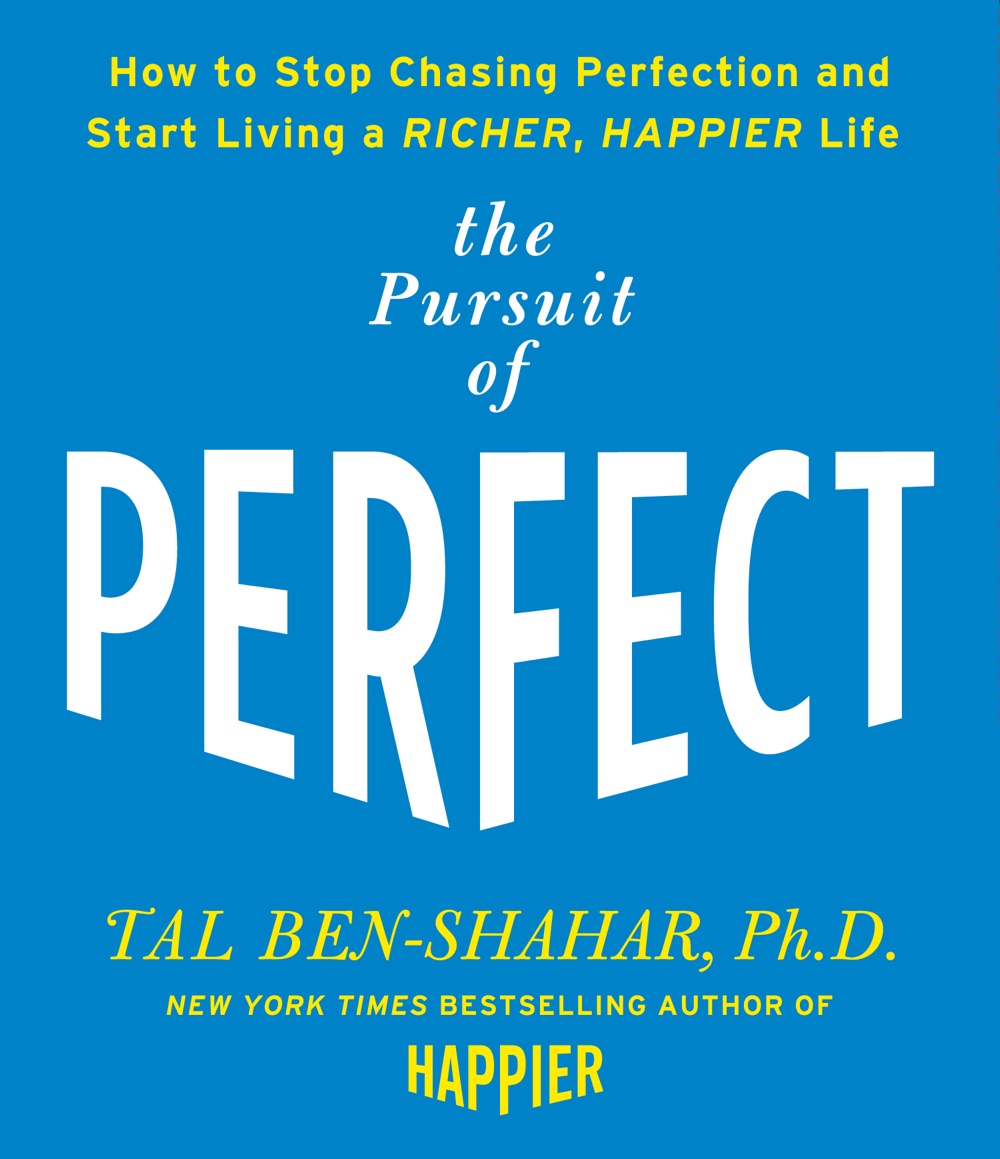 How to Stop Chasing Perfection and
Start Living a RICHER, HAPPIER Life
the
Pursuit
of
PERFECT
TAL BEN-SHAHAR, Ph.D.
NEW YORK TIMES BESTSELLING AUTHOR OF
HAPPIER